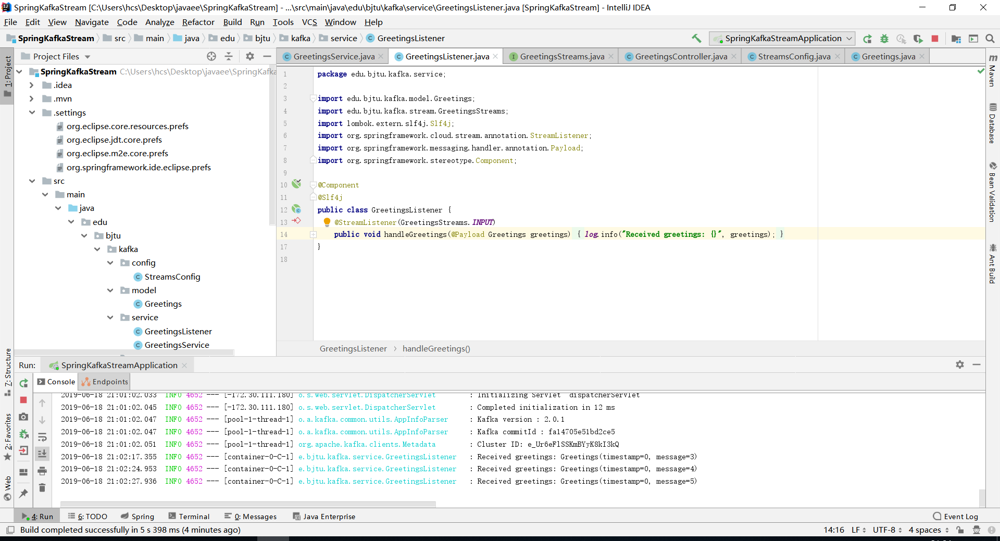 SpringKafkaStream [C:\Users\hcs\Desktop\javaee\SpringKafkaStream] - ...\src\main\java\edu\bjtu\kafka\service\GreetingsListener.java [SpringKafkaStream] - IntelliJ IDEA
File Edit View Navigate Code Analyze Refactor Build Run Tools VCS Window Help
SpringKafkaStream src main java edu bjtu kafka service GreetingsListener
SpringKafkaStreamApplication
Project Files
GreetingsService.java GreetingsListener.java GreetingsStreams.java GreetingsController.java StreamsConfig.java Greetings.java
1: Project
Z: Structure
2: Favorites
Web
SpringKafkaStream C:\Users\hcs\Desktop\javaee\SpringKafka
.idea
.mvn
.settings
org.eclipse.core.resources.prefs
org.eclipse.jdt.core.prefs
org.eclipse.m2e.core.prefs
org.springframework.ide.eclipse.prefs
src
main
java
edu
bjtu
kafka
config
StreamsConfig
model
Greetings
service
GreetingsListener
GreetingsService
1 package edu.bjtu.kafka.service;
2
3 import edu.bjtu.kafka.model.Greetings;
4 import edu.bjtu.kafka.stream.GreetingsStreams;
5 import lombok.extern.slf4j.Slf4j;
6 import org.springframework.cloud.stream.annotation.StreamListener;
7 import org.springframework.messaging.handler.annotation.Payload;
8 import org.springframework.stereotype.Component;
9
10 @Component
11 @Slf4j
12 public class GreetingsListener {
13 @StreamListener(GreetingsStreams.INPUT)
14 public void handleGreetings(@Payload Greetings greetings) { log.info("Received greetings: {}", greetings); }
17 }
18
GreetingsListener > handleGreetings()
Maven
Database
Bean Validation
Ant Build
Run: SpringKafkaStreamApplication
Console Endpoints
2019-06-18 21:01:02.033 INFO 4652 --- [-172.30.111.180] o.s.web.servlet.DispatcherServlet : Initializing Servlet 'dispatcherServlet'
2019-06-18 21:01:02.045 INFO 4652 --- [-172.30.111.180] o.s.web.servlet.DispatcherServlet : Completed initialization in 12 ms
2019-06-18 21:01:02.047 INFO 4652 --- [pool-1-thread-1] o.a.kafka.common.utils.AppInfoParser : Kafka version : 2.0.1
2019-06-18 21:01:02.047 INFO 4652 --- [pool-1-thread-1] o.a.kafka.common.utils.AppInfoParser : Kafka commitId : fa14705e51bd2ce5
2019-06-18 21:01:02.051 INFO 4652 --- [pool-1-thread-1] org.apache.kafka.clients.Metadata : Cluster ID: e_Ur6eFlSSKmBYyK8kI3kQ
2019-06-18 21:02:17.355 INFO 4652 --- [container-0-C-1] e.bjtu.kafka.service.GreetingsListener : Received greetings: Greetings(timestamp=0, message=3)
2019-06-18 21:02:24.953 INFO 4652 --- [container-0-C-1] e.bjtu.kafka.service.GreetingsListener : Received greetings: Greetings(timestamp=0, message=4)
2019-06-18 21:02:27.936 INFO 4652 --- [container-0-C-1] e.bjtu.kafka.service.GreetingsListener : Received greetings: Greetings(timestamp=0, message=5)
4: Run 6: TODO Spring Terminal 0: Messages Java Enterprise Event Log
Build completed successfully in 5 s 398 ms (4 minutes ago) 14:16 LF UTF-8 4 spaces